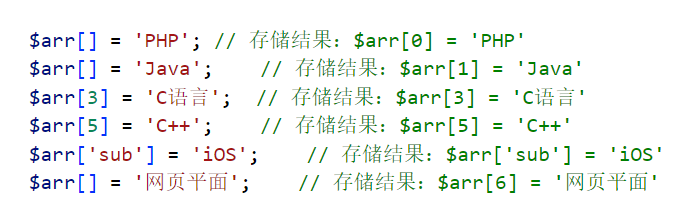 $arr[] = 'PHP'; // 存储结果：$arr[0] = 'PHP'
$arr[] = 'Java';    // 存储结果：$arr[1] = 'Java'
$arr[3] = 'C语言';  // 存储结果：$arr[3] = 'C语言'
$arr[5] = 'C++';    // 存储结果：$arr[5] = 'C++'
$arr['sub'] = 'iOS';    // 存储结果：$arr['sub'] = 'iOS'
$arr[] = '网页平面';    // 存储结果：$arr[6] = '网页平面'